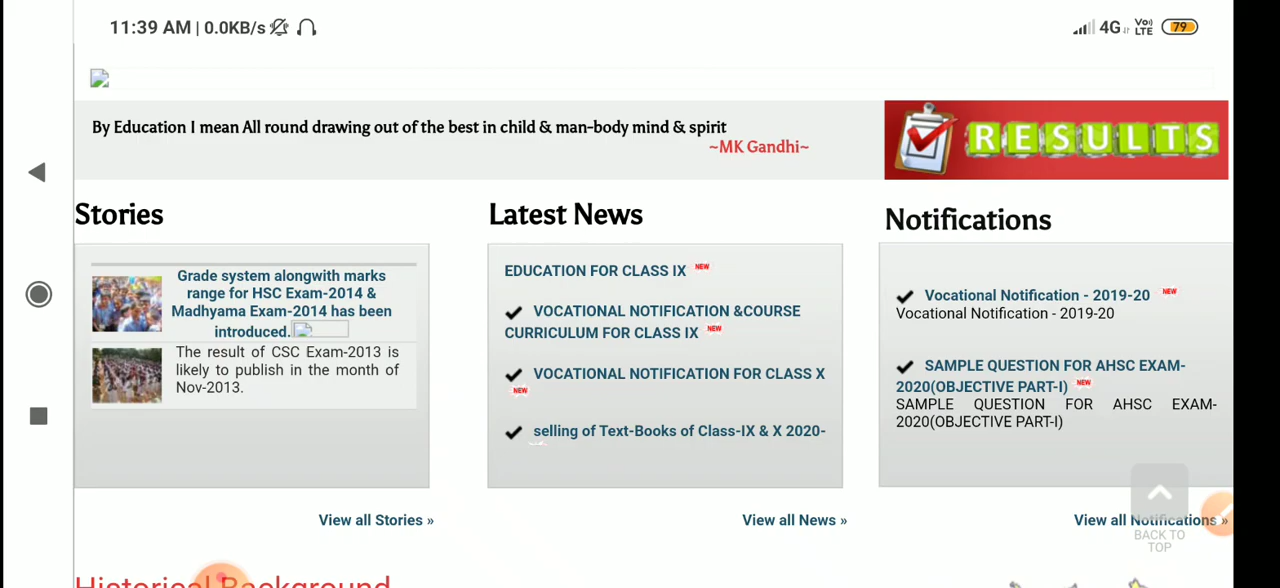 11:39 AM | 0.0KB/s
4G
Vo)
LTE
79
By Education I mean All round drawing out of the best in child & man-body mind & spirit
~MK Gandhi~
RESULTS
Stories
Grade system alongwith marks
range for HSC Exam-2014 &
Madhyama Exam-2014 has been
introduced.
The result of CSC Exam-2013 is
likely to publish in the month of
Nov-2013.
View all Stories »
Latest News
EDUCATION FOR CLASS IX NEW
VOCATIONAL NOTIFICATION &COURSE
CURRICULUM FOR CLASS IX NEW
VOCATIONAL NOTIFICATION FOR CLASS X
NEW
selling of Text-Books of Class-IX & X 2020-
View all News »
Notifications
Vocational Notification - 2019-20 NEW
Vocational Notification - 2019-20
SAMPLE QUESTION FOR AHSC EXAM-
2020(OBJECTIVE PART-I) NEW
SAMPLE QUESTION FOR AHSC EXAM-
2020(OBJECTIVE PART-I)
View all Notifications »
BACK TO
TOP
Historical Background